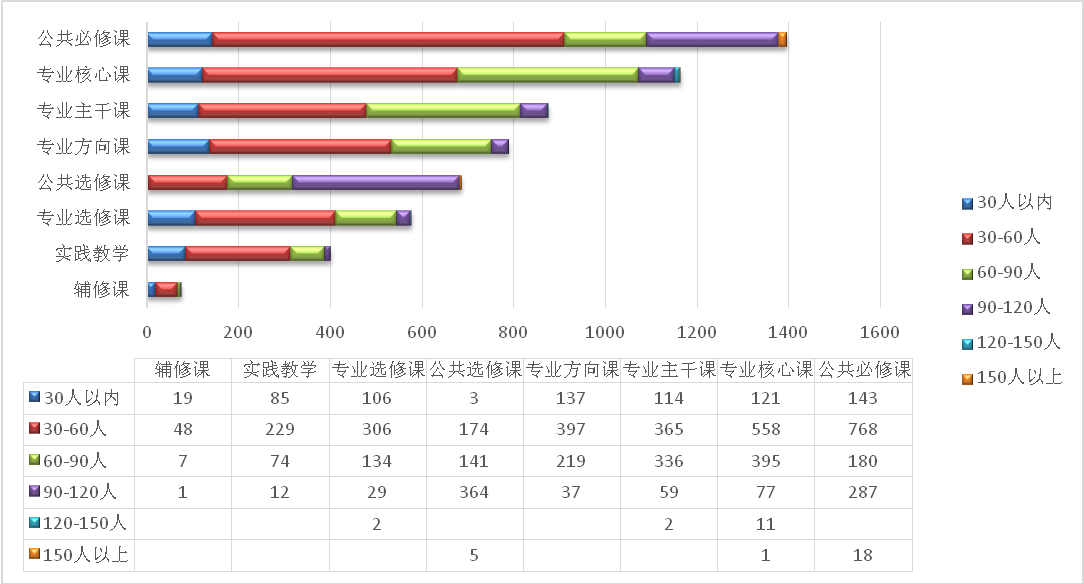 公共必修课
专业核心课
专业主干课
专业方向课
公共选修课
专业选修课
实践教学
辅修课
0 200 400 600 800 1000 1200 1400 1600
30人以内
30-60人
60-90人
90-120人
120-150人
150人以上
辅修课 实践教学 专业选修课 公共选修课 专业方向课 专业主干课 专业核心课 公共必修课
30人以内 19 85 106 3 137 114 121 143
30-60人 48 229 306 174 397 365 558 768
60-90人 7 74 134 141 219 336 395 180
90-120人 1 12 29 364 37 59 77 287
120-150人 2 2 11
150人以上 5 1 18